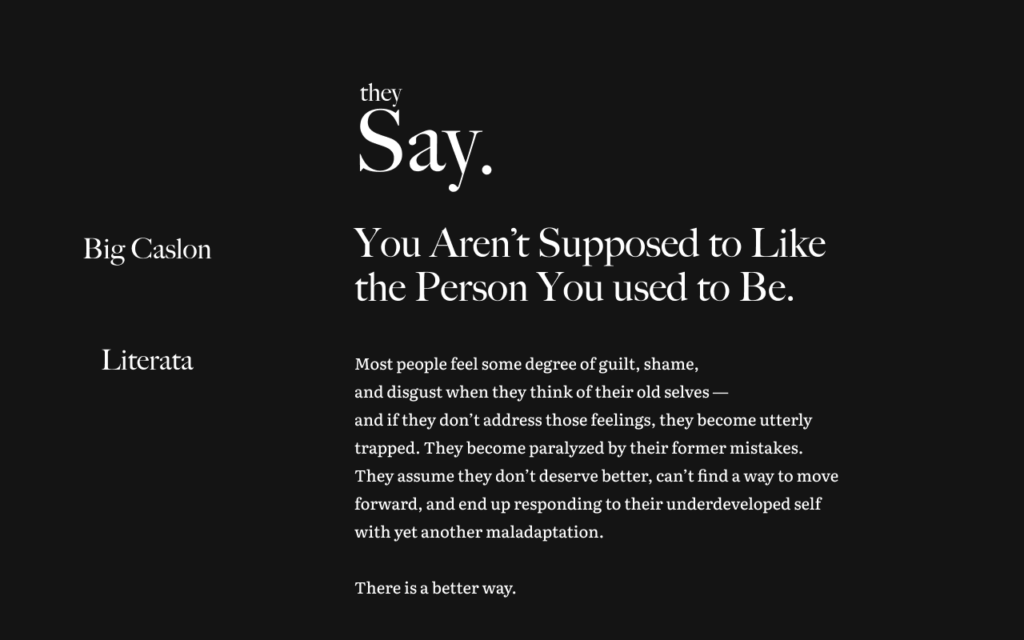 they
Say.
Big Caslon
You Aren’t Supposed to Like
the Person You used to Be.
Literata
Most people feel some degree of guilt, shame,
and disgust when they think of their old selves —
and if they don’t address those feelings, they become utterly
trapped. They become paralyzed by their former mistakes.
They assume they don’t deserve better, can’t find a way to move
forward, and end up responding to their underdeveloped self
with yet another maladaptation.
There is a better way.